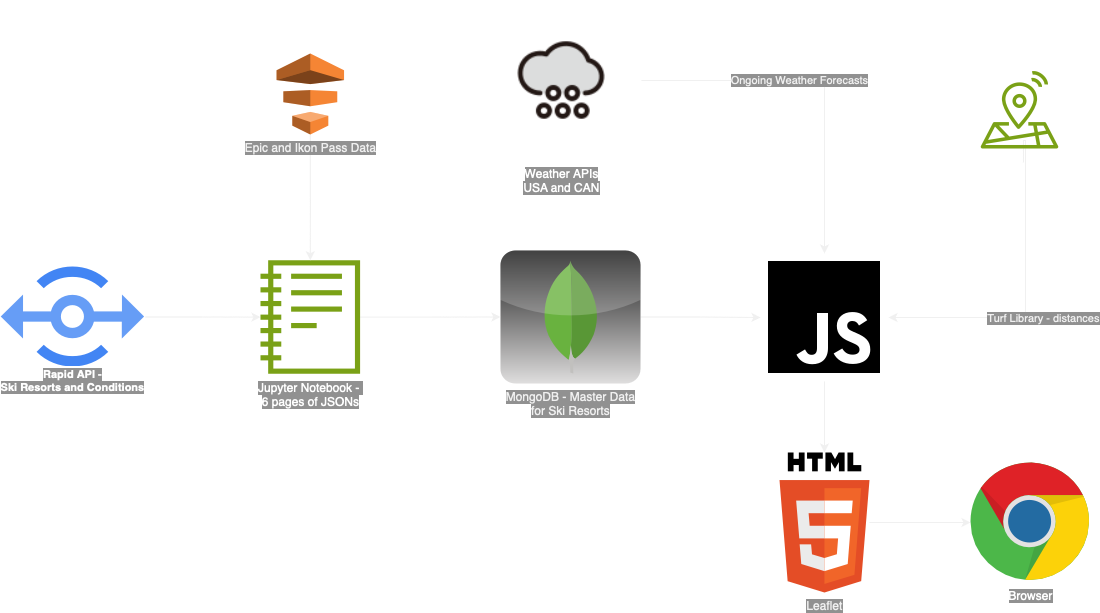 Ongoing Weather Forecasts
Epic and Ikon Pass Data
Weather APIs
USA and CAN
Turf Library - distances
JS
Rapid API -
Ski Resorts and Conditions
Jupyter Notebook -
6 pages of JSONs
MongoDB - Master Data
for Ski Resorts
HTML
5
Leaflet
Browser